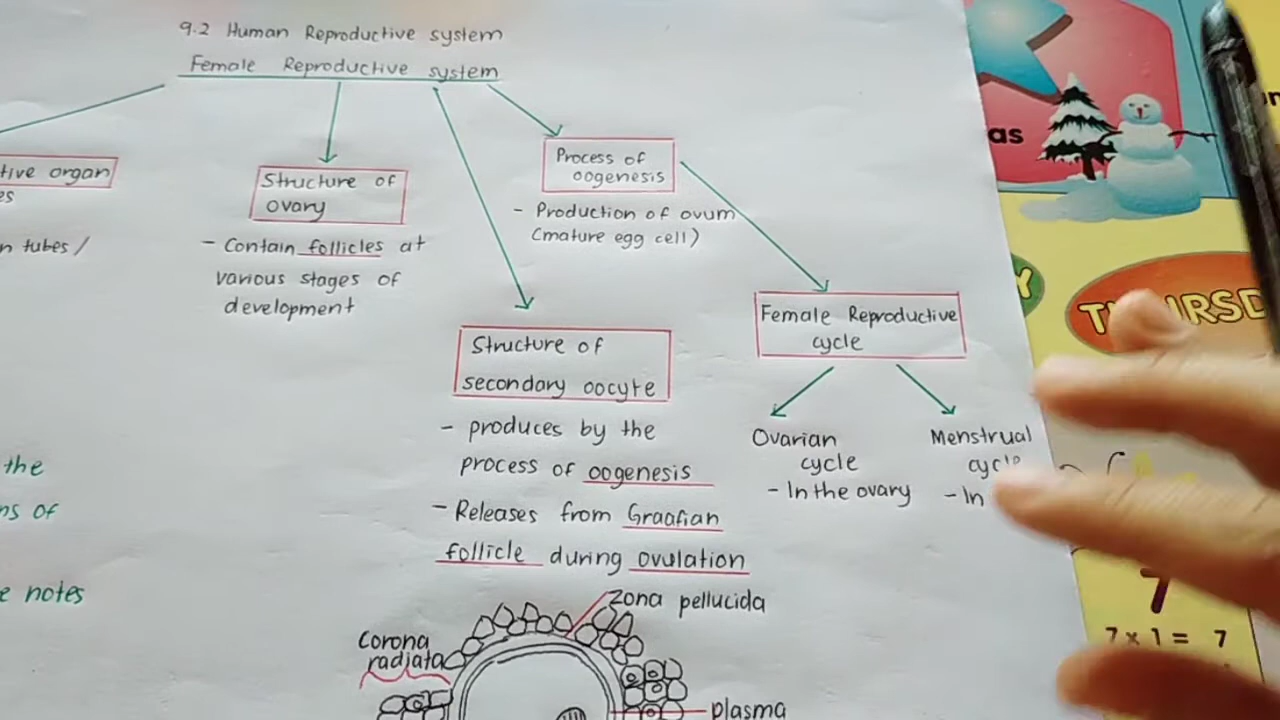 9.2 Human Reproductive system
Female Reproductive system
tive organ
es
n tubes /
Structure of
ovary
- Contain follicles at
various stages of
development
Process of
oogenesis
- Production of ovum
(mature egg cell)
Structure of
secondary oocyte
- produces by the
process of oogenesis
- Releases from Graafian
follicle during ovulation
Female Reproductive
cycle
Ovarian
cycle
- In the ovary
Menstrual
cycle
- In
the
ns of
e notes
Zona pellucida
Corona
radiata
plasma
as
Y
THURSD
7
7 x 1 = 7